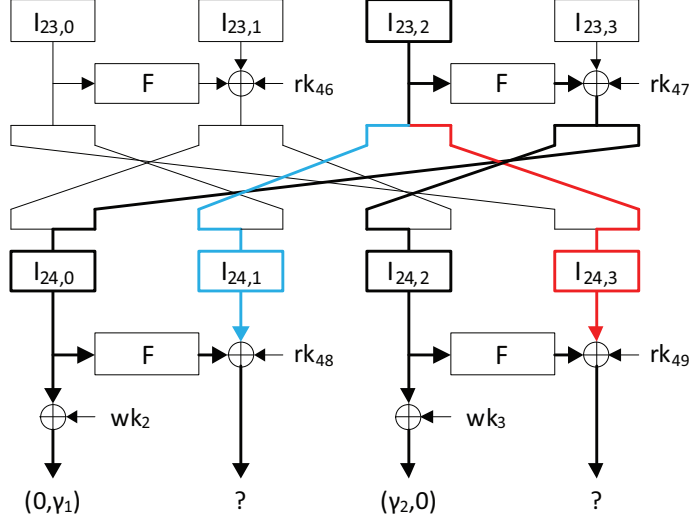 I₂₃,₀ I₂₃,₁ I₂₃,₂ I₂₃,₃
F rk₄₆ F rk₄₇
I₂₄,₀ I₂₄,₁ I₂₄,₂ I₂₄,₃
F rk₄₈ F rk₄₉
wk₂ wk₃
(0,γ₁) ? (γ₂,0) ?